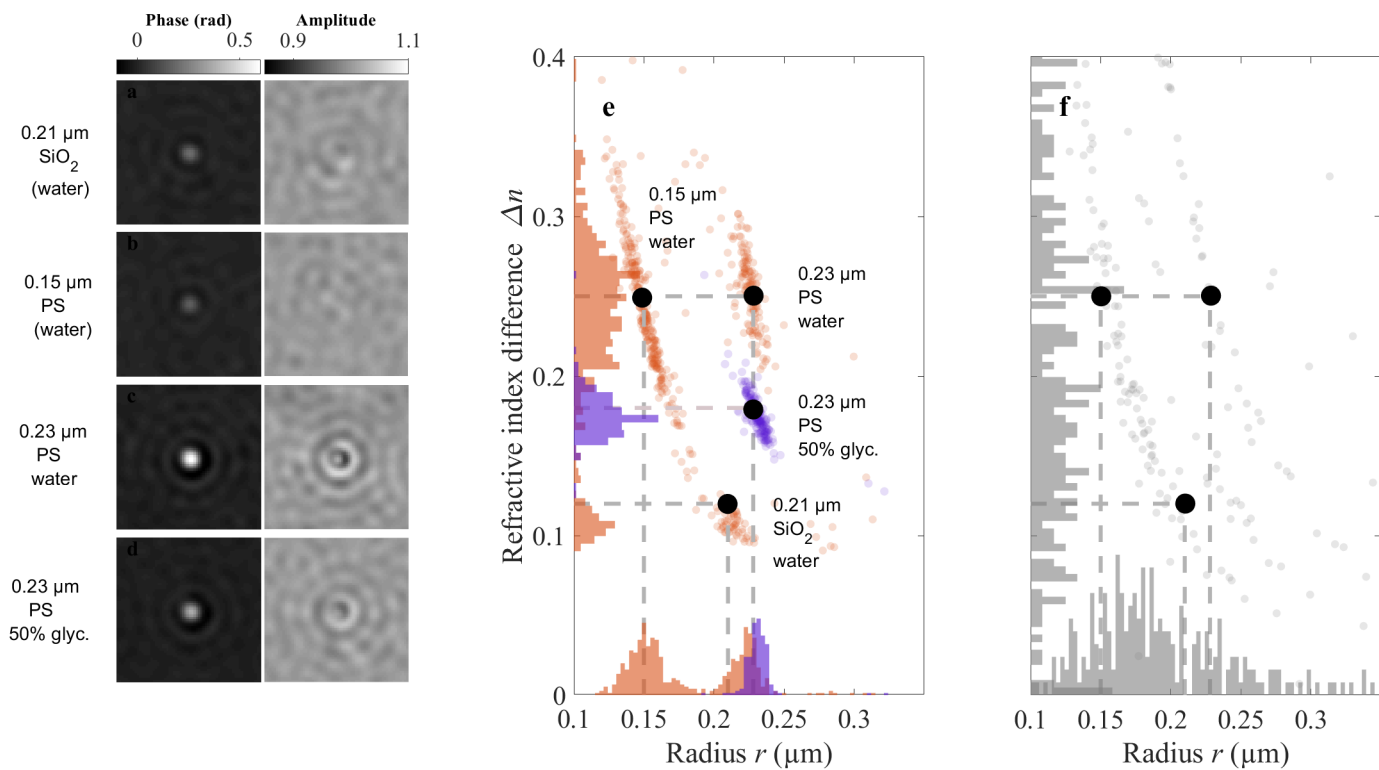 Phase (rad)
Amplitude
0
0.5
0.9
1.1
a
0.21 µm
SiO2
(water)
b
0.15 µm
PS
(water)
c
0.23 µm
PS
water
d
0.23 µm
PS
50% glyc.
e
Refractive index difference Δn
0.4
0.3
0.2
0.1
0
0.15 µm
PS
water
0.23 µm
PS
water
0.23 µm
PS
50% glyc.
0.21 µm
SiO2
water
0.1
0.15
0.2
0.25
0.3
Radius r (µm)
f
0.1
0.15
0.2
0.25
0.3
Radius r (µm)